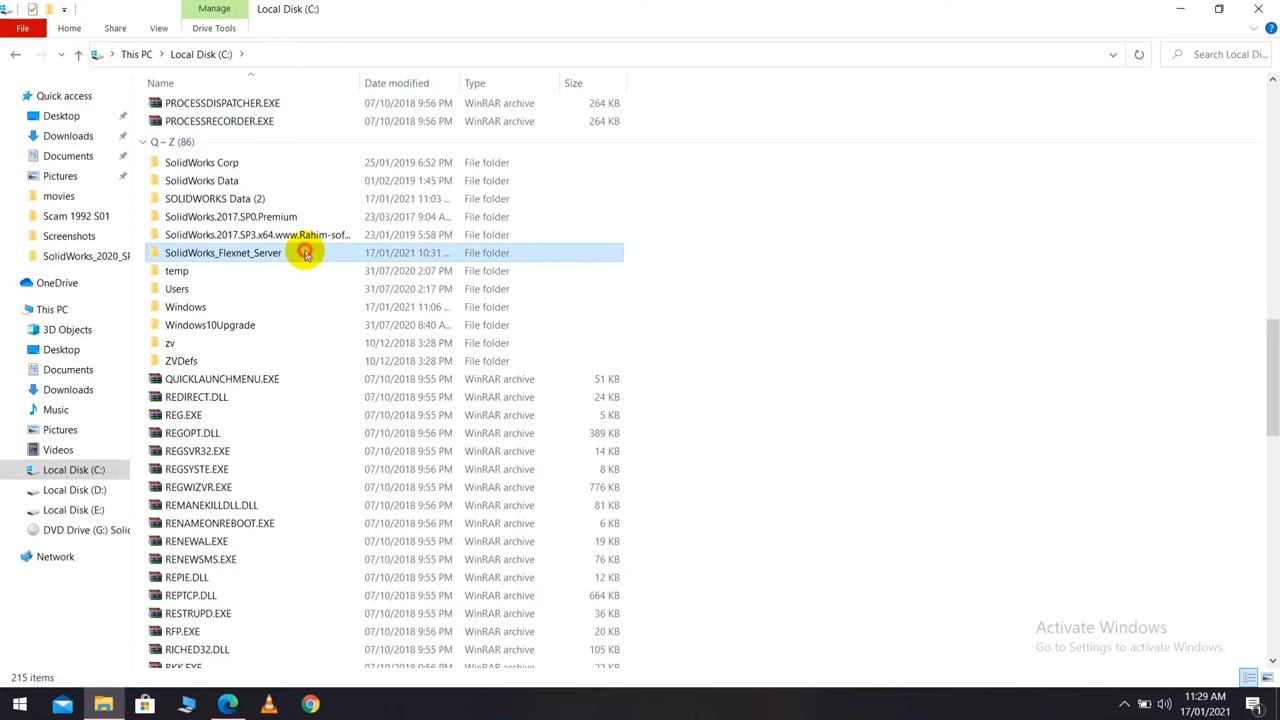 Manage
Local Disk (C:)
File
Home
Share
View
Drive Tools
This PC
Local Disk (C:)
Search Local Di...
Name
Date modified
Type
Size
PROCESSDISPATCHER.EXE 07/10/2018 9:56 PM WinRAR archive 264 KB
PROCESSRECORDER.EXE 07/10/2018 9:56 PM WinRAR archive 264 KB
Q – Z (86)
SolidWorks Corp 25/01/2019 6:52 PM File folder
SolidWorks Data 01/02/2019 1:45 PM File folder
SOLIDWORKS Data (2) 17/01/2021 11:03 ... File folder
SolidWorks.2017.SP0.Premium 23/03/2017 9:04 A... File folder
SolidWorks.2017.SP3.x64.www.Rahim-sof... 23/01/2019 5:58 PM File folder
SolidWorks_Flexnet_Server 17/01/2021 10:31 ... File folder
temp 31/07/2020 2:07 PM File folder
Users 31/07/2020 2:17 PM File folder
Windows 17/01/2021 11:06 ... File folder
Windows10Upgrade 31/07/2020 8:40 A... File folder
zv 10/12/2018 3:28 PM File folder
ZVDefs 10/12/2018 3:28 PM File folder
QUICKLAUNCHMENU.EXE 07/10/2018 9:55 PM WinRAR archive 51 KB
REDIRECT.DLL 07/10/2018 9:55 PM WinRAR archive 24 KB
REG.EXE 07/10/2018 9:55 PM WinRAR archive 5 KB
REGOPT.DLL 07/10/2018 9:56 PM WinRAR archive 389 KB
REGSVR32.EXE 07/10/2018 9:55 PM WinRAR archive 14 KB
REGSYSTE.EXE 07/10/2018 9:56 PM WinRAR archive 8 KB
REGWIZVR.EXE 07/10/2018 9:55 PM WinRAR archive 776 KB
REMANEKILLDLL.DLL 07/10/2018 9:56 PM WinRAR archive 81 KB
RENAMEONREBOOT.EXE 07/10/2018 9:56 PM WinRAR archive 6 KB
RENEWAL.EXE 07/10/2018 9:55 PM WinRAR archive 19 KB
RENEWSMS.EXE 07/10/2018 9:55 PM WinRAR archive 76 KB
REPIE.DLL 07/10/2018 9:55 PM WinRAR archive 12 KB
REPTCP.DLL 07/10/2018 9:55 PM WinRAR archive 664 KB
RESTRUPD.EXE 07/10/2018 9:55 PM WinRAR archive 36 KB
RFP.EXE 07/10/2018 9:56 PM WinRAR archive 20 KB
RICHED32.DLL 07/10/2018 9:55 PM WinRAR archive 105 KB
Quick access
Desktop
Downloads
Documents
Pictures
movies
Scam 1992 S01
Screenshots
SolidWorks_2020_SP
OneDrive
This PC
3D Objects
Desktop
Documents
Downloads
Music
Pictures
Videos
Local Disk (C:)
Local Disk (D:)
Local Disk (E:)
DVD Drive (G:) Solid
Network
Activate Windows
Go to Settings to activate Windows.
215 items
11:29 AM
17/01/2021